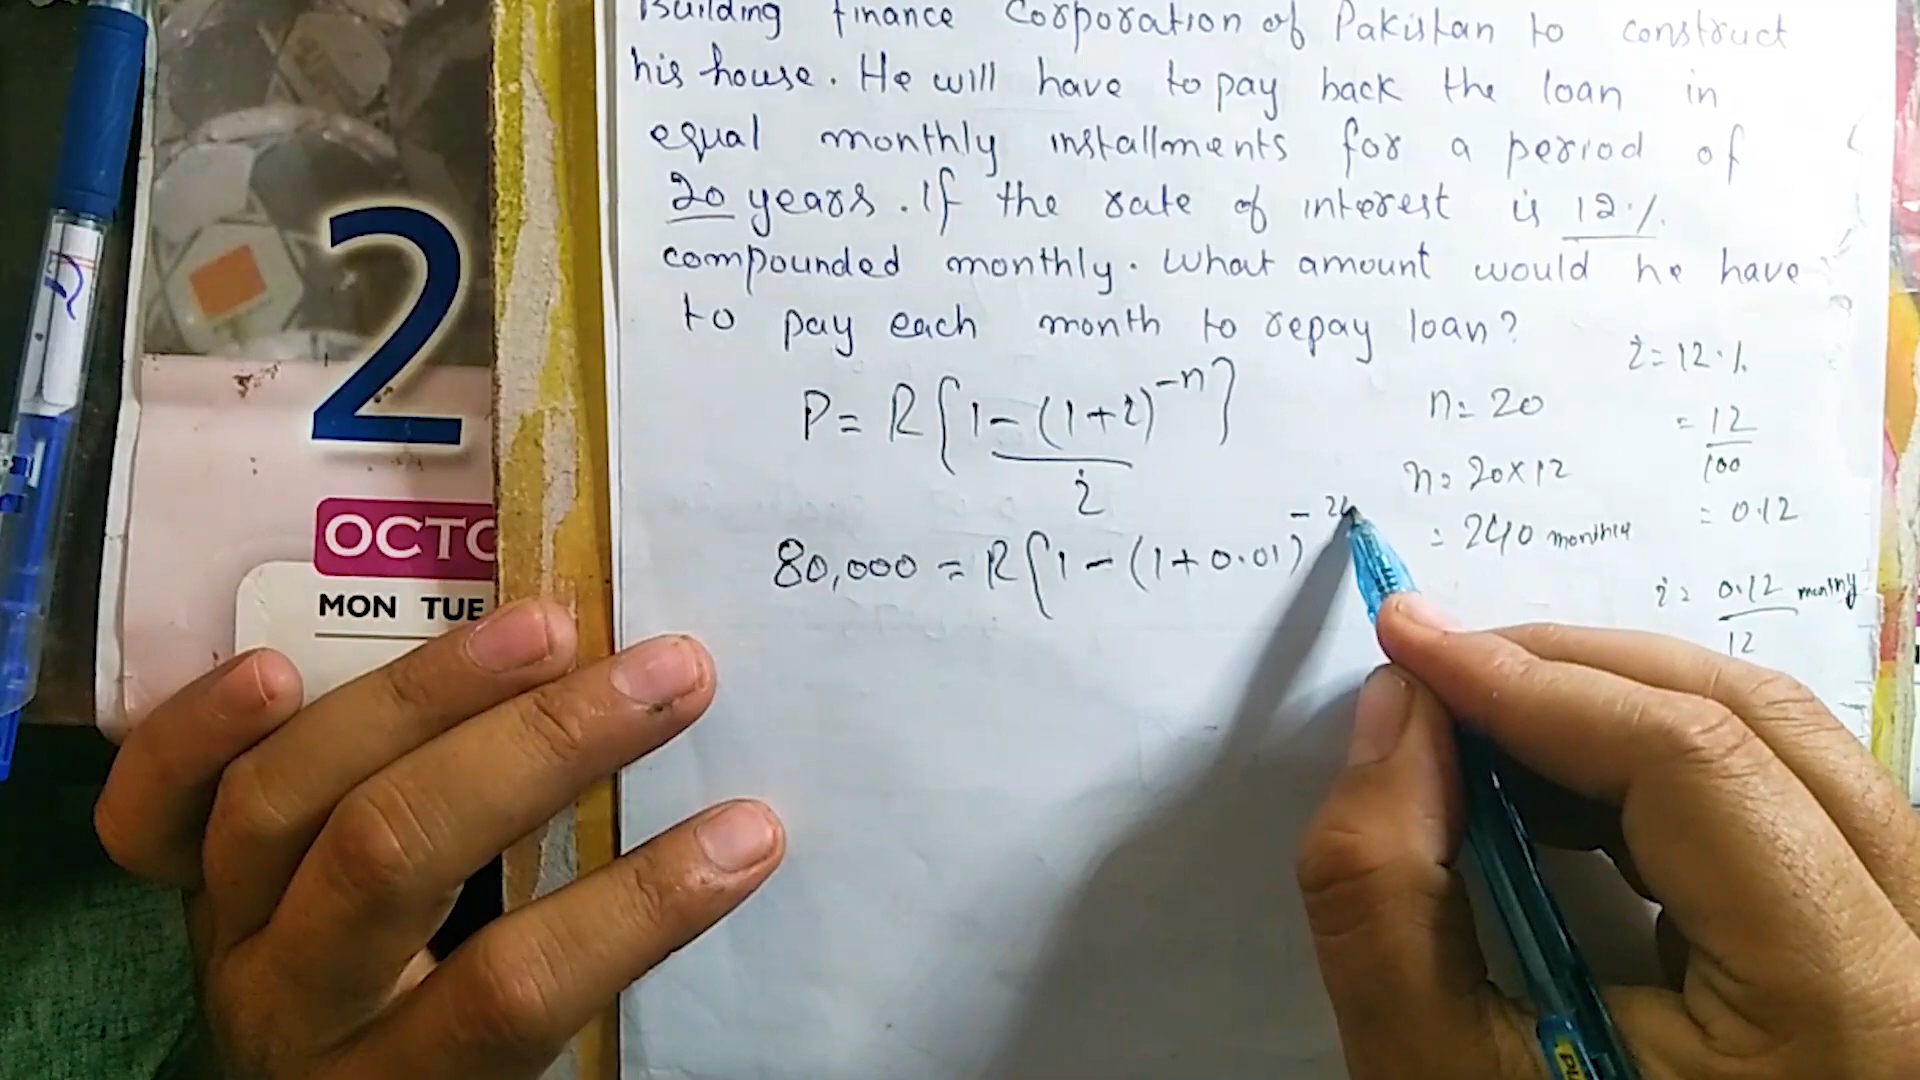 Building finance Corporation of Pakistan to construct
his house. He will have to pay back the loan in
equal monthly installments for a period of
20 years. If the rate of interest is 12%.
compounded monthly. What amount would he have
to pay each month to repay loan?
P = R{1-(1+i)^-n}
i
80,000 = R{1-(1+0.01)^-24
n = 20
n = 20×12
= 240 monthly
i = 12%
= 12
100
= 0.12
i = 0.12 monthly
12
2
OCTO
MON TUE